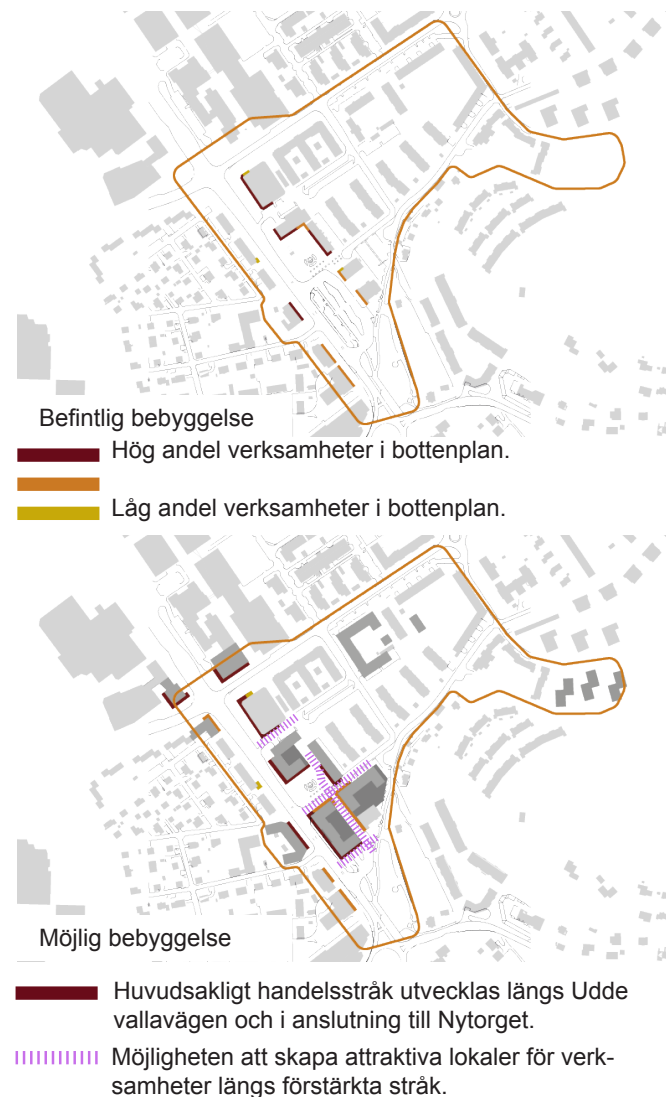 Befintlig bebyggelse
Hög andel verksamheter i bottenplan.
Låg andel verksamheter i bottenplan.
Möjlig bebyggelse
Huvudsakligt handelsstråk utvecklas längs Udde
vallavägen och i anslutning till Nytorget.
Möjligheten att skapa attraktiva lokaler för verk-
samheter längs förstärkta stråk.